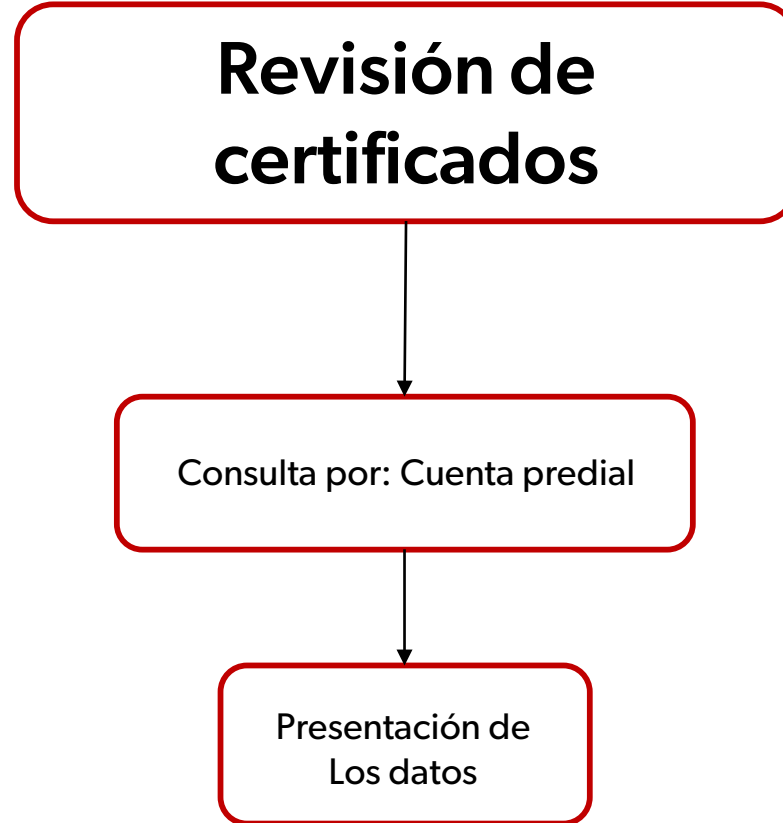 Revisión de
certificados
Consulta por: Cuenta predial
Presentación de
Los datos